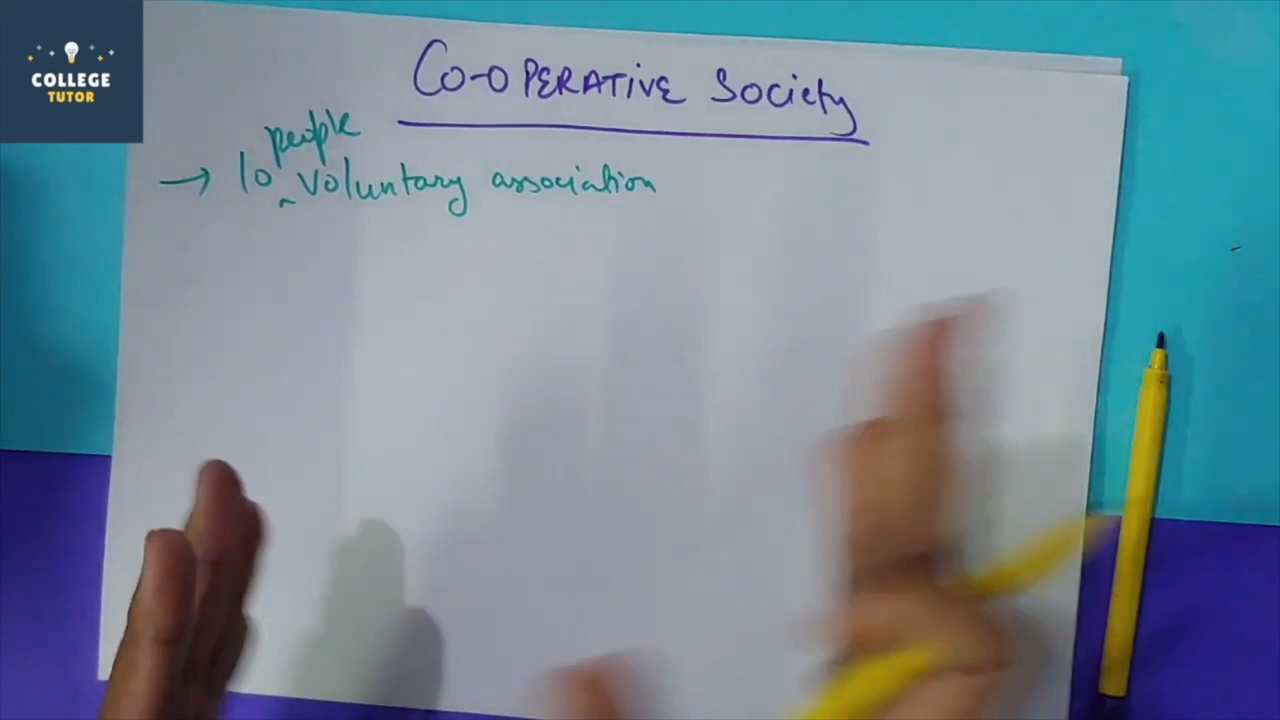 COLLEGE
TUTOR
CO-OPERATIVE Society
people
→ 10 ^ voluntary association